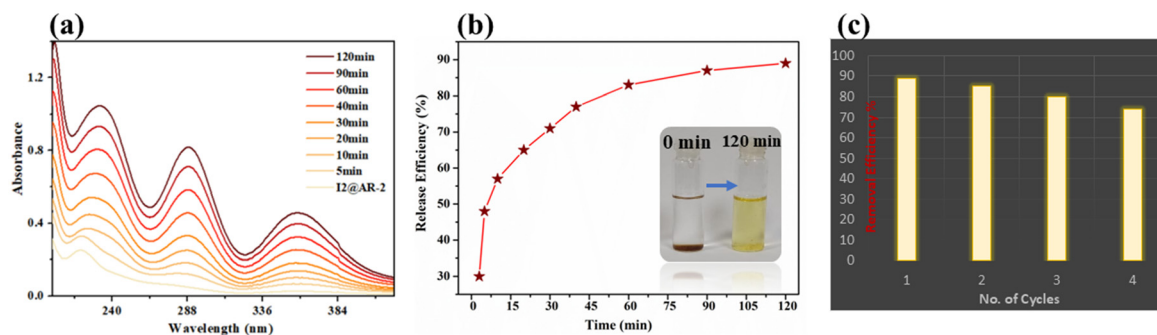 (a)
Absorbance
1.2
0.8
0.4
0.0
240
288
336
384
Wavelength (nm)
120min
90min
60min
40min
30min
20min
10min
5min
I2@AR-2
(b)
Release Efficiency (%)
90
80
70
60
50
40
30
0
15
30
45
60
75
90
105
120
Time (min)
0 min
120 min
(c)
Removal Efficiency%
100
90
80
70
60
50
40
30
20
10
0
1
2
3
4
No. of Cycles